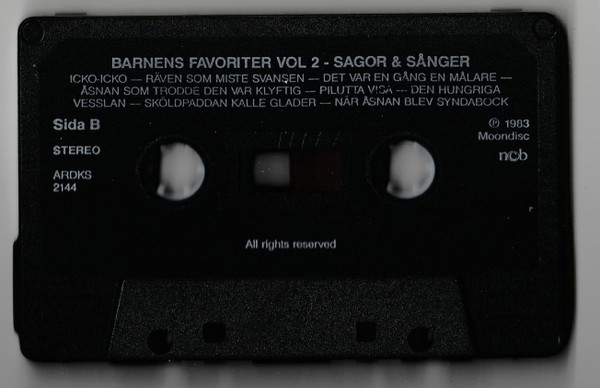 BARNENS FAVORITER VOL 2 - SAGOR & SÅNGER
ICKO-ICKO — RÄVEN SOM MISTE SVANSEN — DET VAR EN GÅNG EN MÅLARE —
ÅSNAN SOM TRODDE DEN VAR KLYFTIG — PILUTTA VISA — DEN HUNGRIGA
VESSLAN — SKÖLDPADDAN KALLE GLADER — NÄR ÅSNAN BLEV SYNDABOCK
Sida B
STEREO
ARDKS
2144
℗ 1983
Moondisc
ncb
All rights reserved